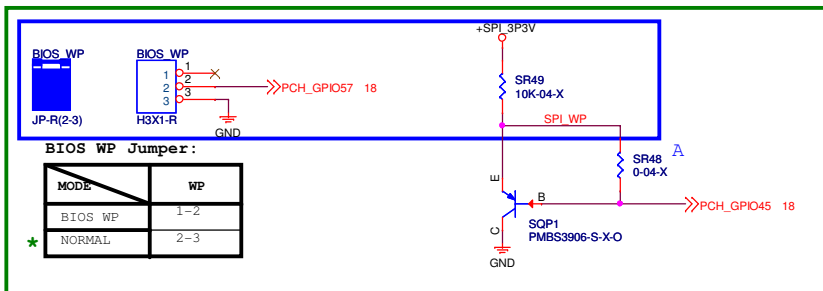 +SPI_3P3V
BIOS_WP
BIOS_WP
1
1
2
2
3
3
PCH_GPIO57 18
SR49
10K-04-X
JP-R(2-3)
H3X1-R
GND
SPI_WP
BIOS WP Jumper:
A
SR48
0-04-X
MODE WP
BIOS WP 1-2
* NORMAL 2-3
E
B
PCH_GPIO45 18
SQP1
PMBS3906-S-X-O
C
GND